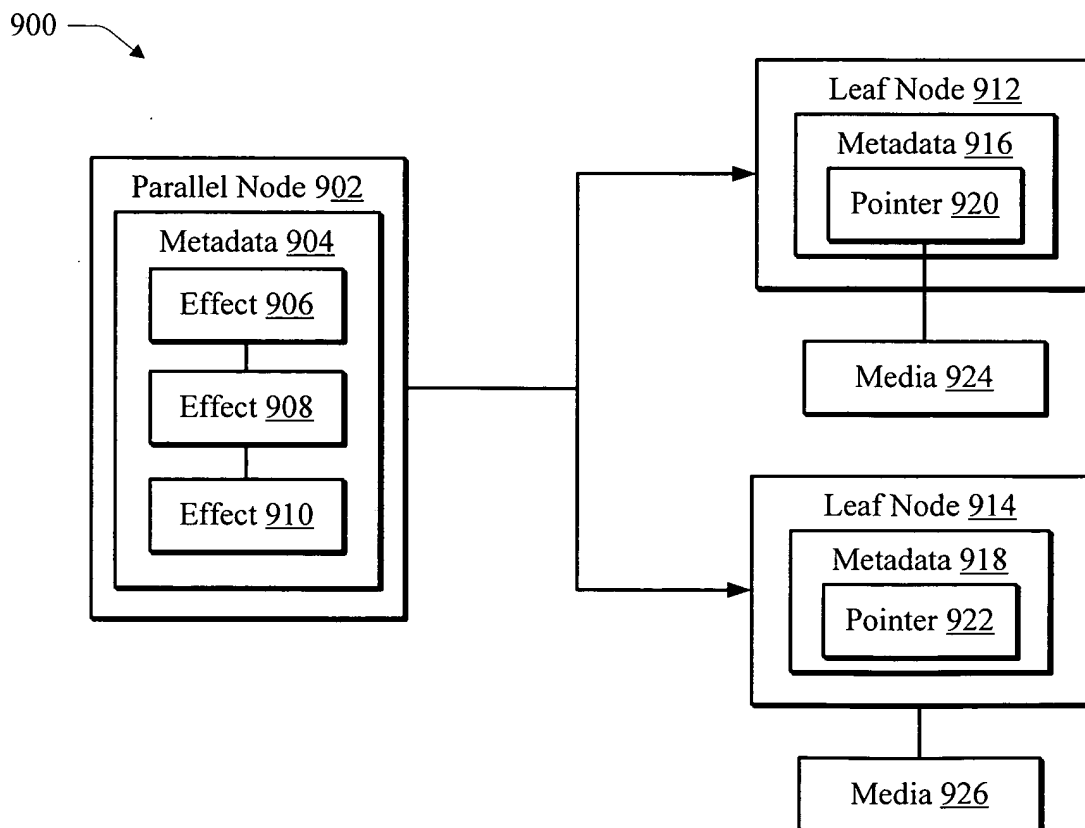 900
Parallel Node 902
Metadata 904
Effect 906
Effect 908
Effect 910
Leaf Node 912
Metadata 916
Pointer 920
Media 924
Leaf Node 914
Metadata 918
Pointer 922
Media 926